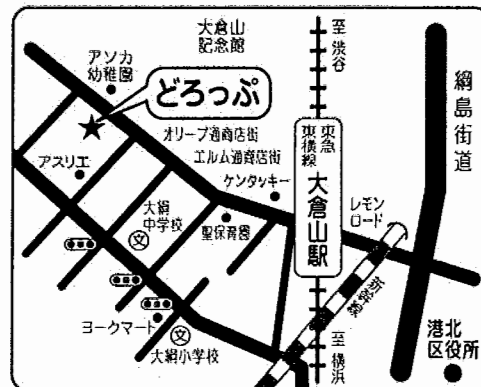 大倉山
記念館
至渋谷
アソカ
幼稚園
どろっぷ
綱島街道
オリーブ通商店街
エルム通商店街
東急
東横線
大倉山駅
ケンタッキー
アスリエ
レモン
ロード
大綱
中学校
文
聖保育園
新幹線
ヨークマート
文
大綱小学校
至横浜
港北
区役所